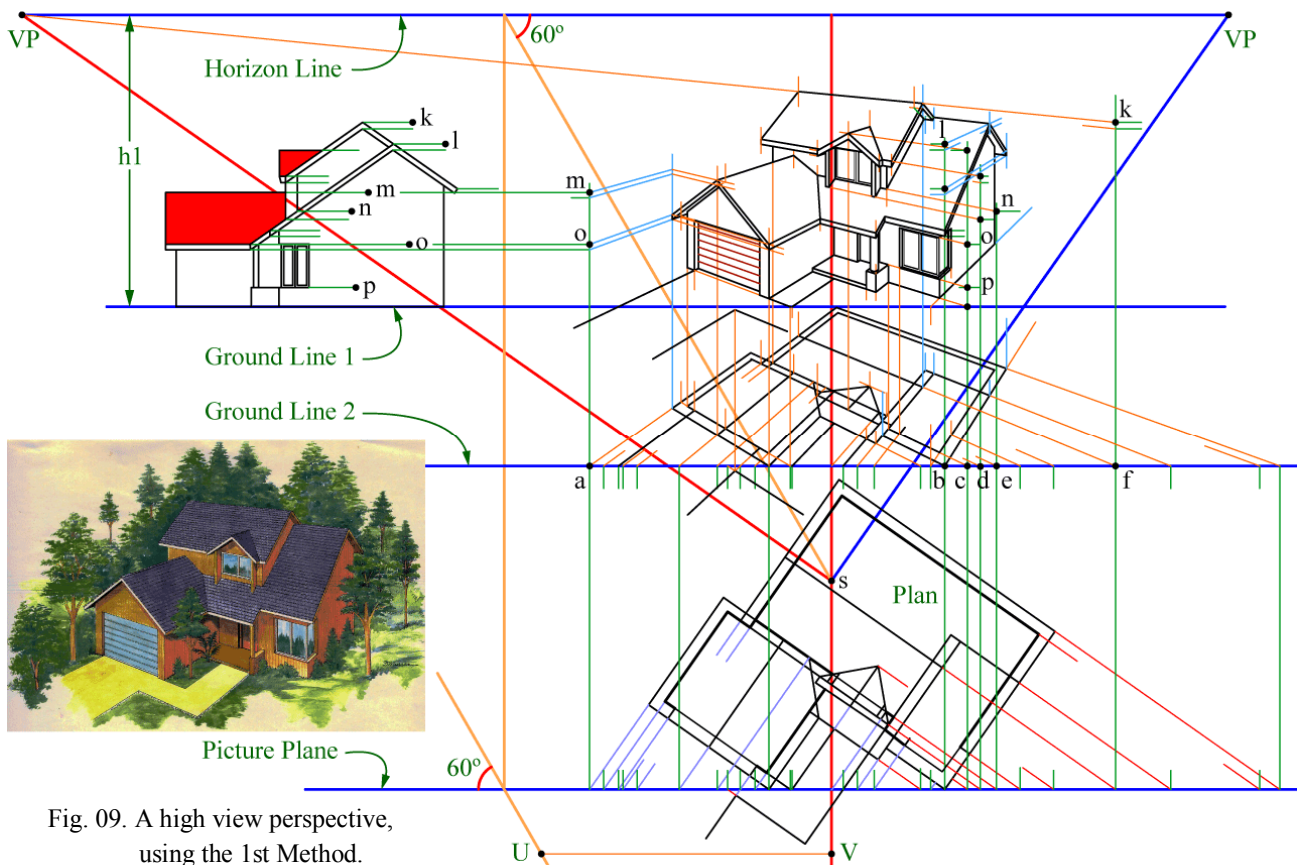 VP
60º
VP
Horizon Line
h1
k
l
m
n
o
p
m
o
k
l
n
o
p
Ground Line 1
Ground Line 2
a
b
c
d
e
f
s
Plan
Picture Plane
60º
U
V
Fig. 09. A high view perspective,
using the 1st Method.